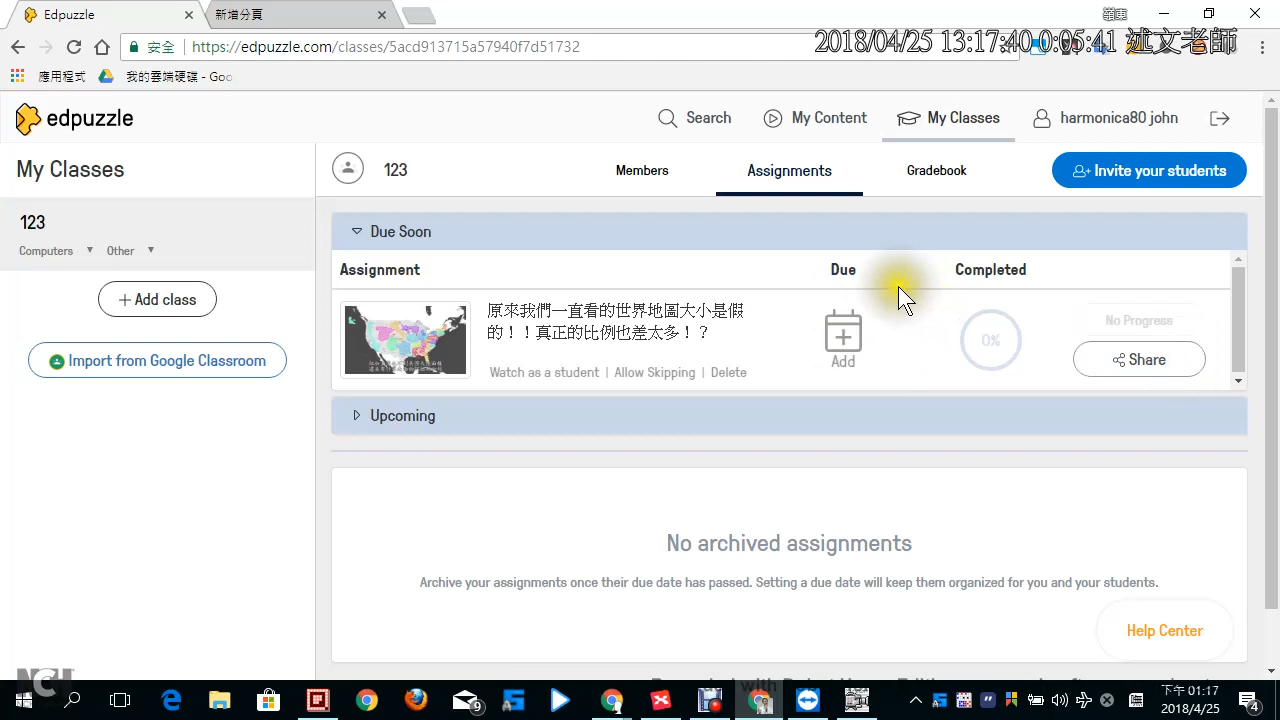 Edpuzzle
新增分頁
安全
https://edpuzzle.com/classes/5acd913715a57940f7d51732
2018/04/25 13:17:40 0:05:41 述文老師
應用程式
我的雲端硬碟 - Goo
edpuzzle
Search
My Content
My Classes
harmonica80 john
My Classes
123
Members
Assignments
Gradebook
Invite your students
123
Computers
Other
Add class
Import from Google Classroom
Due Soon
Assignment
Due
Completed
原來我們一直看的世界地圖大小是假
的！！真正的比例也差太多！？
Watch as a student | Allow Skipping | Delete
Add
0%
No Progress
Share
Upcoming
No archived assignments
Archive your assignments once their due date has passed. Setting a due date will keep them organized for you and your students.
Help Center
NCH
9
下午 01:17
2018/4/25
4